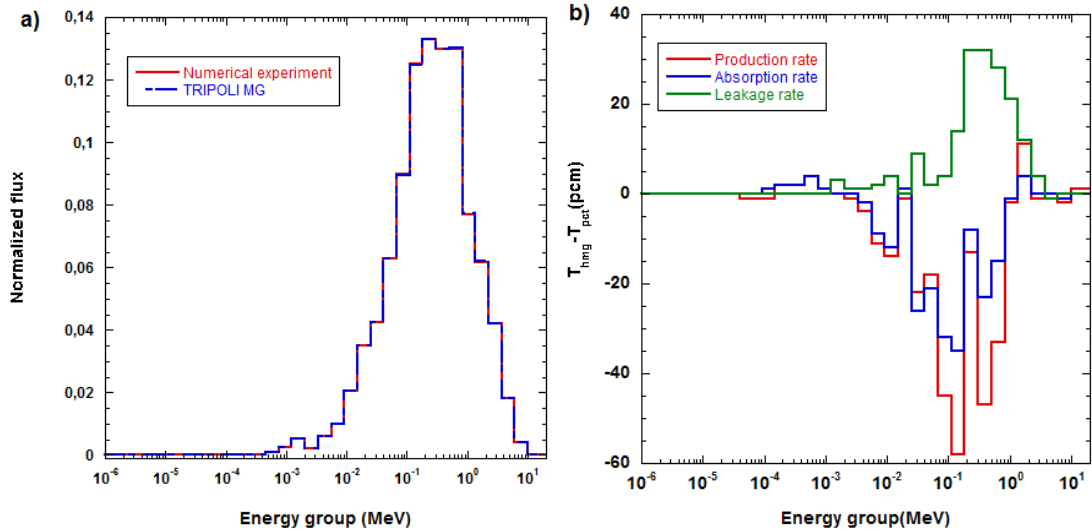 a)
Normalized flux
0,14
0,12
0,1
0,08
0,06
0,04
0,02
0
Numerical experiment
TRIPOLI MG
10⁻⁶ 10⁻⁵ 10⁻⁴ 10⁻³ 10⁻² 10⁻¹ 10⁰ 10¹
Energy group (MeV)
b)
T_hmg -T_pct(pcm)
40
20
0
-20
-40
-60
Production rate
Absorption rate
Leakage rate
10⁻⁶ 10⁻⁵ 10⁻⁴ 10⁻³ 10⁻² 10⁻¹ 10⁰ 10¹
Energy group(MeV)